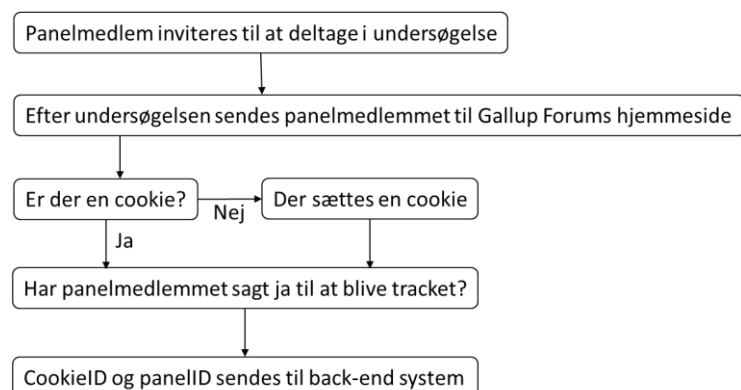 Panelmedlem inviteres til at deltage i undersøgelse
Efter undersøgelsen sendes panelmedlemmet til Gallup Forums hjemmeside
Er der en cookie?
Nej
Der sættes en cookie
Ja
Har panelmedlemmet sagt ja til at blive tracket?
CookieID og panelID sendes til back-end system